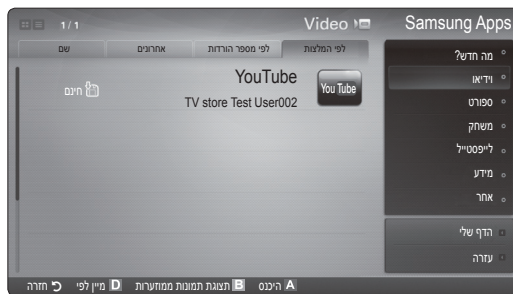 Samsung Apps
Video
1/1
מה חדש?
וידיאו
ספורט
משחק
לייפסטייל
מידע
אחר
הדף שלי
עזרה
לפי המלצות
לפי מספר הורדות
אחרונים
שם
You Tube
YouTube
TV store Test User002
חינם
A היכנס B תצוגת תמונות ממוזערות D מיין לפי חזרה